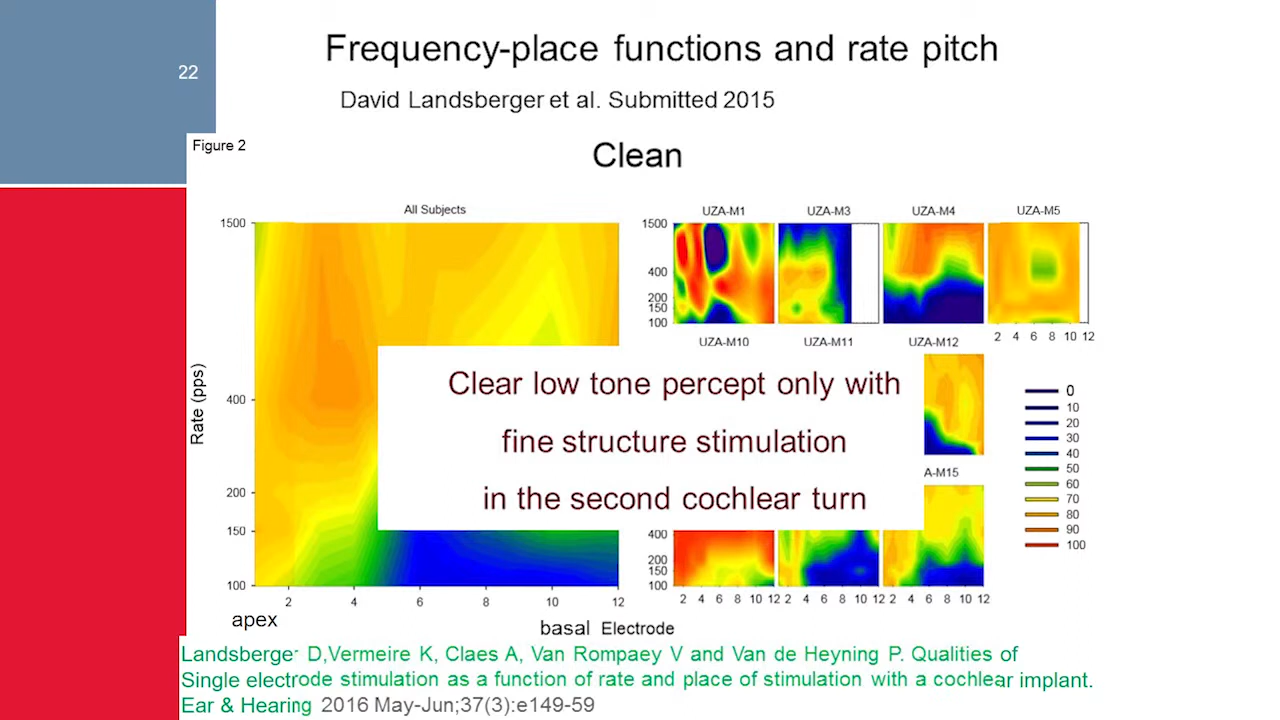 Frequency-place functions and rate pitch
22
David Landsberger et al. Submitted 2015
Figure 2
Clean
All Subjects
UZA-M1 UZA-M3 UZA-M4 UZA-M5
1500
400
200
150
100
Rate (pps)
2 4 6 8 10 12
apex
basal Electrode
1500
400
200
150
100
2 4 6 8 10 12
UZA-M10 UZA-M11 UZA-M12
Clear low tone percept only with
fine structure stimulation
in the second cochlear turn
A-M15
400
200
150
100
2 4 6 8 10 12 2 4 6 8 10 12 2 4 6 8 10 12
0
10
20
30
40
50
60
70
80
90
100
Landsberger D,Vermeire K, Claes A, Van Rompaey V and Van de Heyning P. Qualities of
Single electrode stimulation as a function of rate and place of stimulation with a cochlear implant.
Ear & Hearing 2016 May-Jun;37(3):e149-59